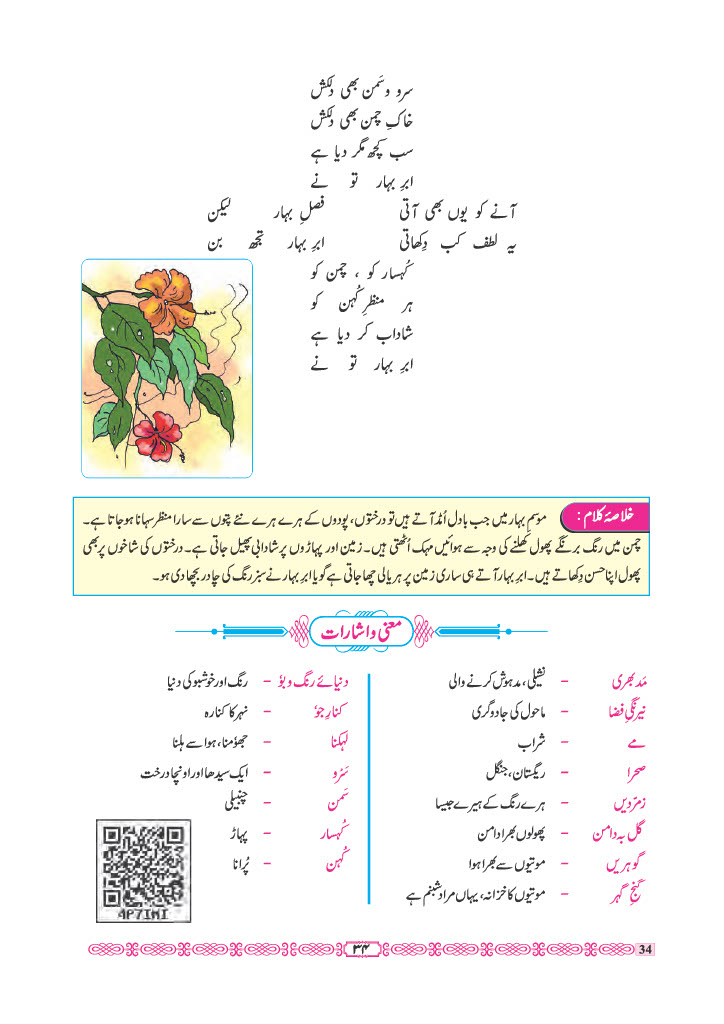 سرو و سَمن بھی دلکش
خاکِ چمن بھی دلکش
سب کچھ مگر دیا ہے
ابرِ بہار تو نے
آنے کو یوں بھی آتی فصلِ بہار لیکن
یہ لطف کب دِکھاتی ابرِ بہار تجھ بن
کُہسار کو ، چمن کو
ہر منظرِ کُہن کو
شاداب کر دیا ہے
ابرِ بہار تو نے
خلاصۂ کلام : موسمِ بہار میں جب بادل اُمڈ آتے ہیں تو درختوں، پودوں کے ہرے ہرے نئے پتوں سے سارا منظر سہانا ہو جاتا ہے۔
چمن میں رنگ برنگے پھول کھلنے کی وجہ سے ہوائیں مہک اُٹھتی ہیں۔ زمین اور پہاڑوں پر شادابی پھیل جاتی ہے۔ درختوں کی شاخوں پر بھی
پھول اپنا حسن دِکھاتے ہیں۔ ابرِ بہار آتے ہی ساری زمین پر ہریالی چھا جاتی ہے گویا ابرِ بہار نے سبز رنگ کی چادر بچھا دی ہو۔
معنی و اشارات
مَد بھری – نشیلی، مدہوش کرنے والی
نیرنگیِ فضا – ماحول کی جادوگری
مے – شراب
صحرا – ریگستان، جنگل
زمرّدیں – ہرے رنگ کے ہیرے جیسا
گل بہ دامن – پھولوں بھرا دامن
گوہریں – موتیوں سے بھرا ہوا
گنجِ گہر – موتیوں کا خزانہ، یہاں مراد شبنم ہے
دنیائے رنگ و بوٗ – رنگ اور خوشبو کی دنیا
کنارِ جوٗ – نہر کا کنارہ
لہکنا – جھوٗمنا، ہوا سے ہلنا
سَرْو – ایک سیدھا اور اونچا درخت
سَمن – چنبیلی
کُہسار – پہاڑ
کُہن – پُرانا
4P7IMI
۳۴
34